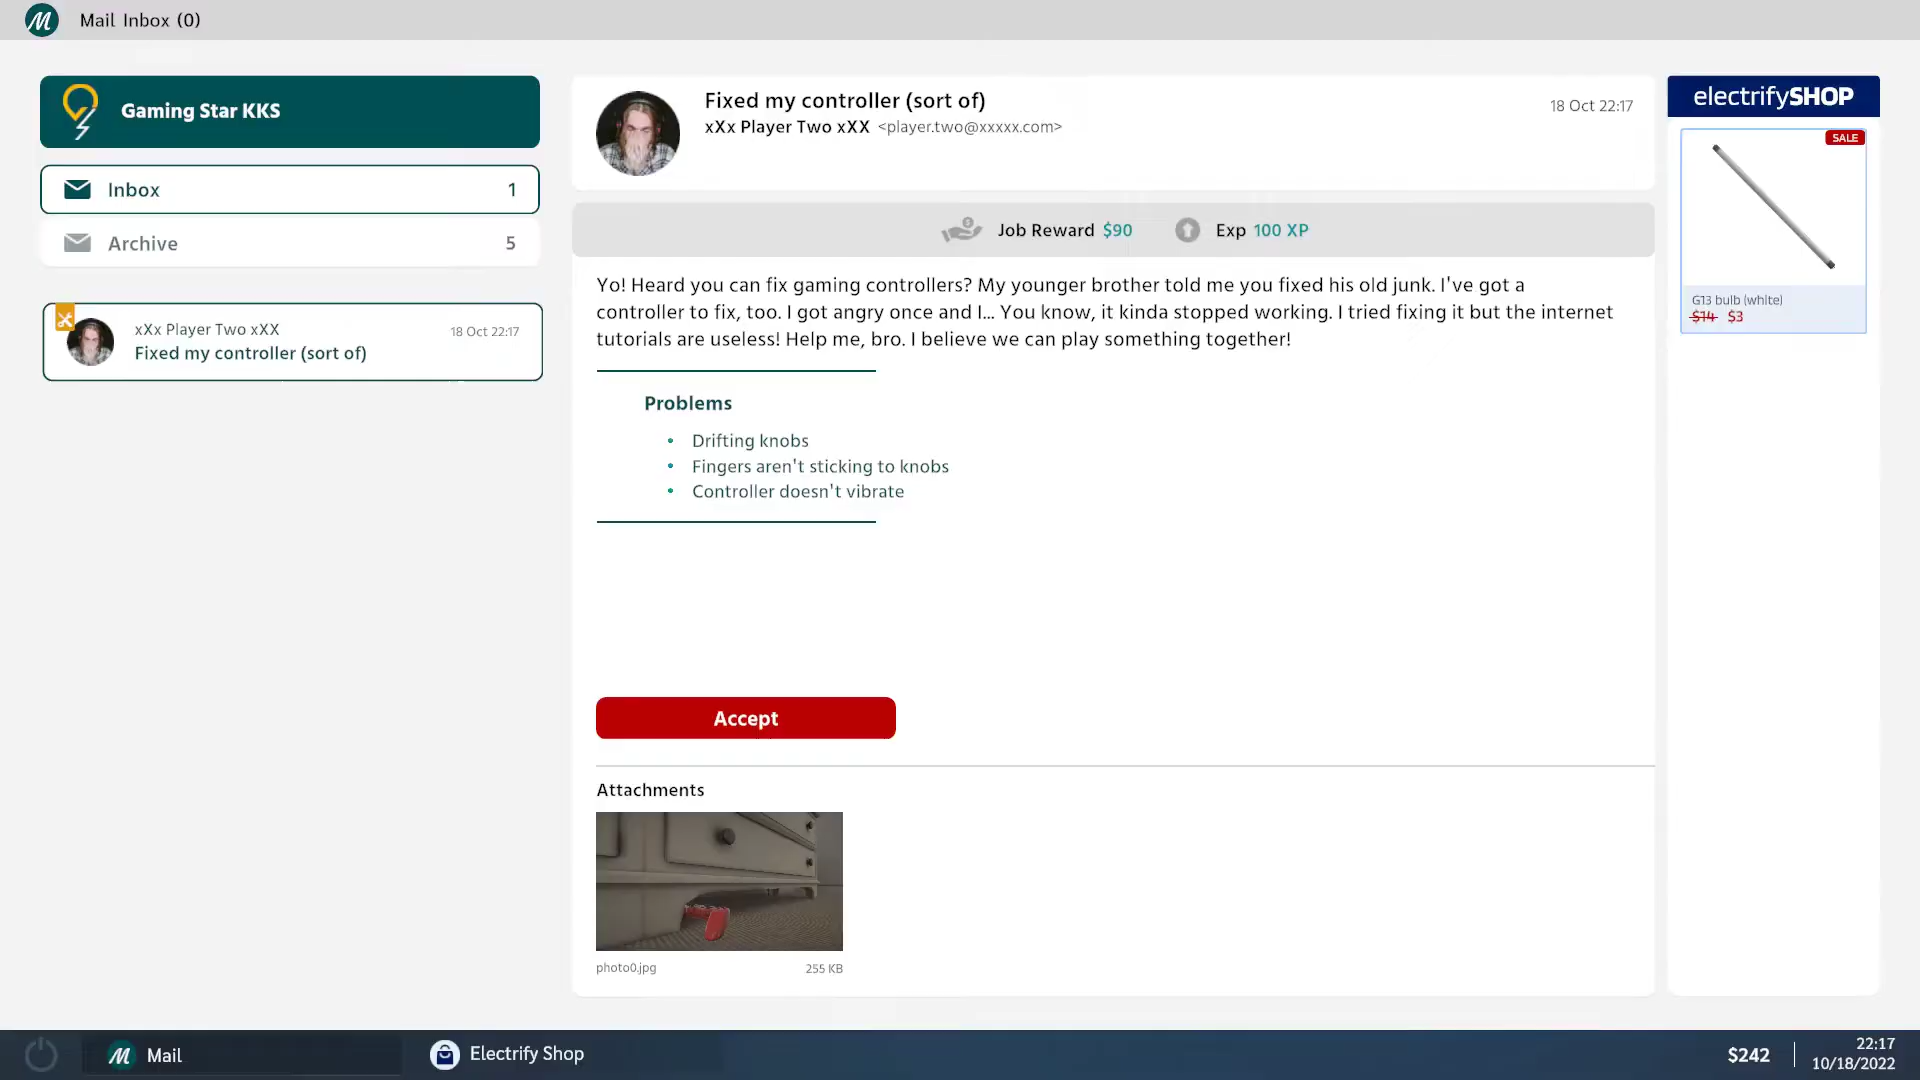 M Mail Inbox (0)
Gaming Star KKS
Inbox 1
Archive 5
xXx Player Two xXX 18 Oct 22:17
Fixed my controller (sort of)
Fixed my controller (sort of) 18 Oct 22:17
xXx Player Two xXX <player.two@xxxxx.com>
Job Reward $90 Exp 100 XP
Yo! Heard you can fix gaming controllers? My younger brother told me you fixed his old junk. I've got a
controller to fix, too. I got angry once and I... You know, it kinda stopped working. I tried fixing it but the internet
tutorials are useless! Help me, bro. I believe we can play something together!
Problems
• Drifting knobs
• Fingers aren't sticking to knobs
• Controller doesn't vibrate
Accept
Attachments
photo0.jpg 255 KB
electrifySHOP
SALE
G13 bulb (white)
$14 $3
M Mail
Electrify Shop
$242
22:17
10/18/2022